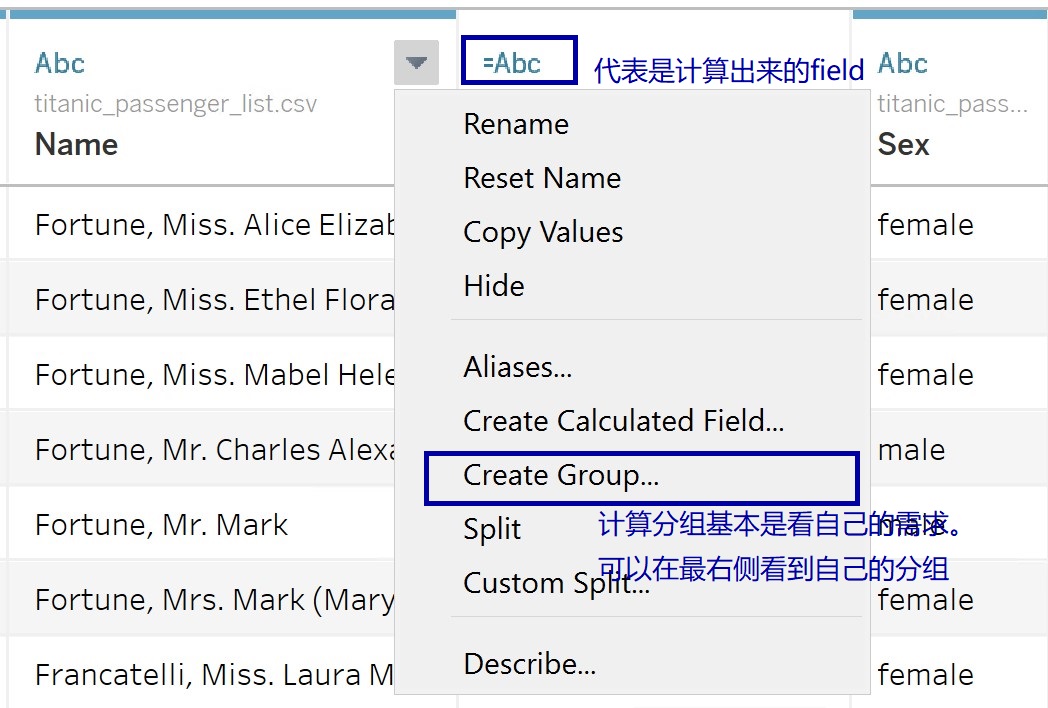 Abc
=Abc
代表是计算出来的field
Abc
titanic_passenger_list.csv
titanic_pass...
Name
Sex
Rename
Reset Name
Copy Values
Hide
Aliases...
Create Calculated Field...
Create Group...
Split
Custom Split...
Describe...
计算分组基本是看自己的需求。
可以在最右侧看到自己的分组
Fortune, Miss. Alice Elizab
female
Fortune, Miss. Ethel Flora
female
Fortune, Miss. Mabel Hele
female
Fortune, Mr. Charles Alexa
male
Fortune, Mr. Mark
male
Fortune, Mrs. Mark (Mary
female
Francatelli, Miss. Laura M
female